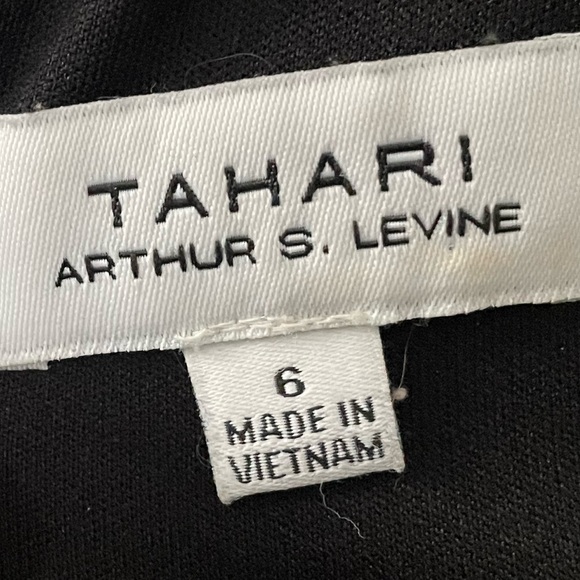 TAHARI
ARTHUR S. LEVINE
6
MADE IN
VIETNAM